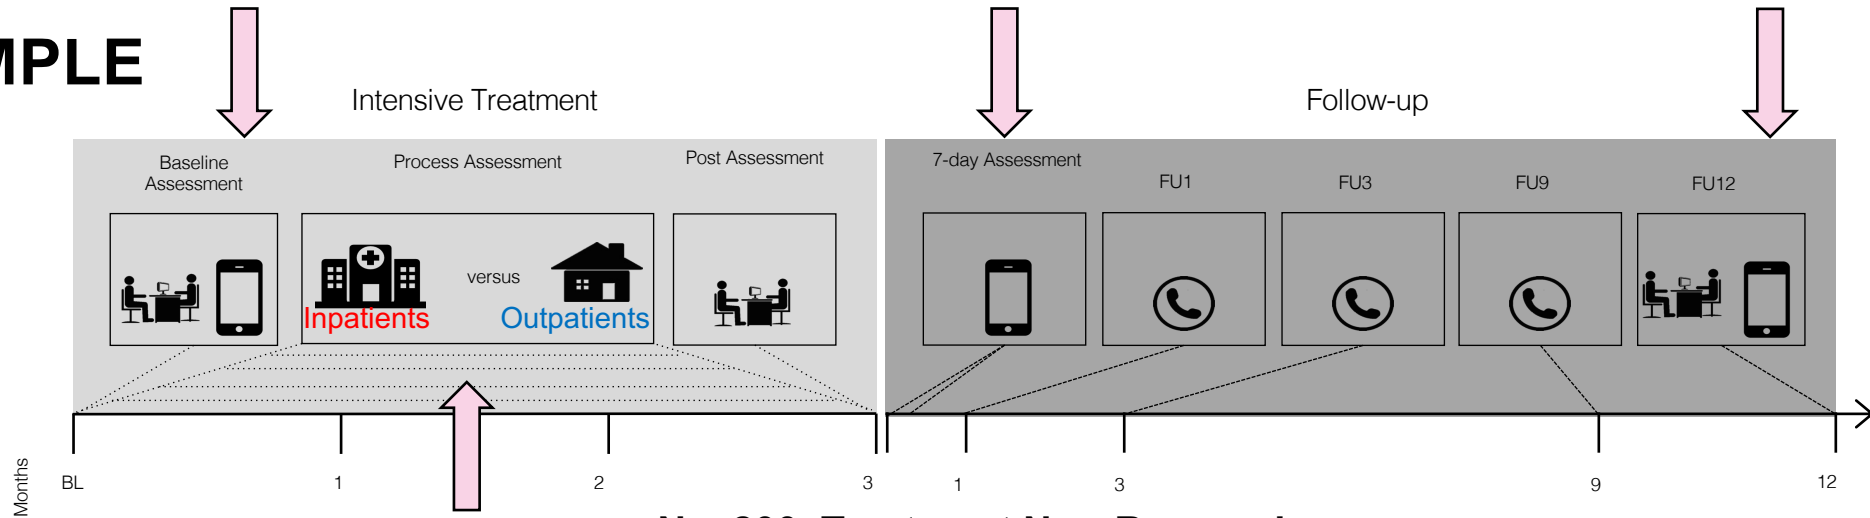 MPLE
Intensive Treatment
Follow-up
Baseline
Assessment
Process Assessment
Post Assessment
7-day Assessment
FU1
FU3
FU9
FU12
versus
Inpatients
Outpatients
Months
BL
1
2
3
1
3
9
12